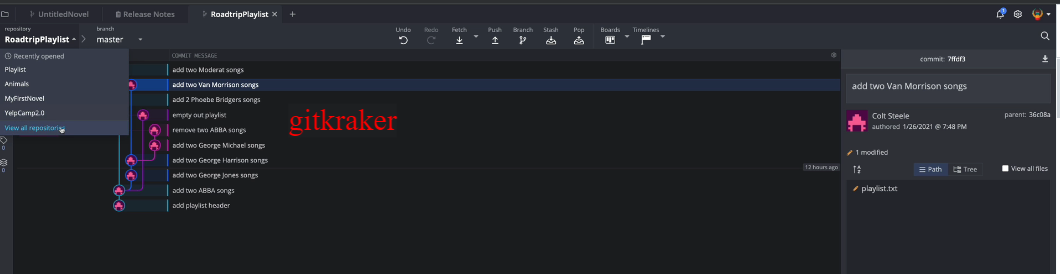 UntitledNovel
Release Notes
RoadtripPlaylist
repository
RoadtripPlaylist
branch
master
Undo
Redo
Fetch
Push
Branch
Stash
Pop
Boards
Timelines
Recently opened
Playlist
Animals
MyFirstNovel
YelpCamp2.0
View all repositories
0
0
COMMIT MESSAGE
add two Moderat songs
add two Van Morrison songs
add 2 Phoebe Bridgers songs
empty out playlist
remove two ABBA songs
add two George Michael songs
add two George Harrison songs
add two George Jones songs
add two ABBA songs
add playlist header
gitkraker
12 hours ago
commit: 7ffdf3
add two Van Morrison songs
Colt Steele
authored 1/26/2021 @ 7:48 PM
parent: 36c08a
1 modified
Path
Tree
View all files
playlist.txt